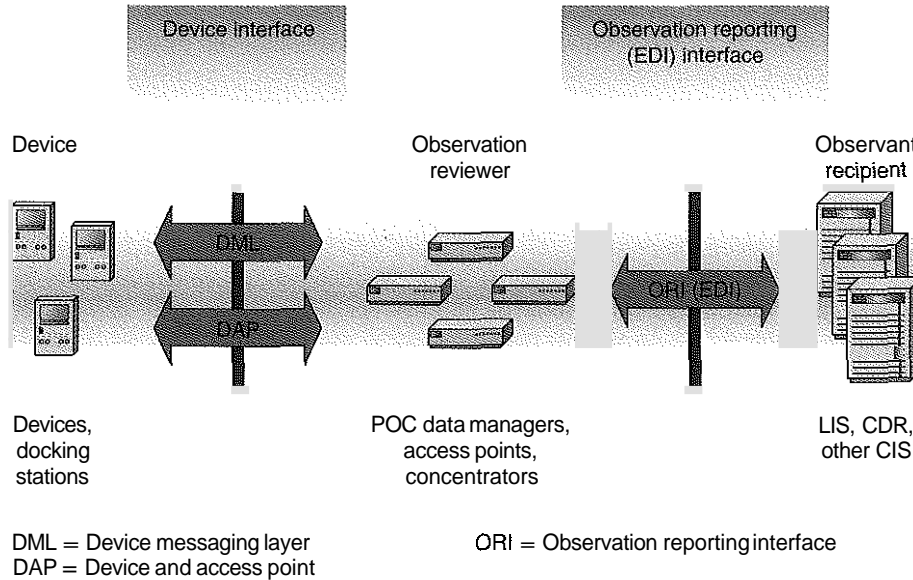 Device interface
Observation reporting
(EDI) interface
Device
Observation
reviewer
Observant
recipient
DML
DAP
ORI (EDI)
Devices,
docking
stations
POC data managers,
access points,
concentrators
LIS, CDR,
other CIS
DML = Device messaging layer
DAP = Device and access point
ORI = Observation reporting interface